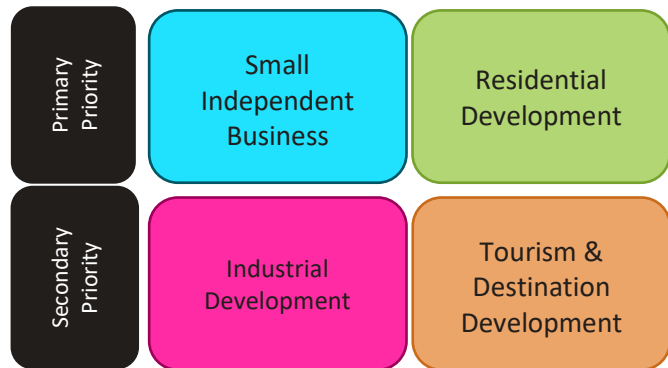 Primary
Priority
Small
Independent
Business
Residential
Development
Secondary
Priority
Industrial
Development
Tourism &
Destination
Development